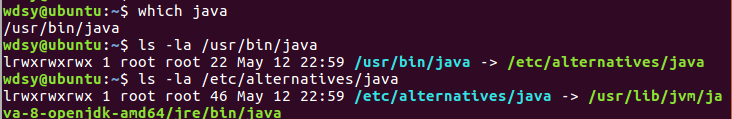 wdsy@ubuntu:~$ which java
/usr/bin/java
wdsy@ubuntu:~$ ls -la /usr/bin/java
lrwxrwxrwx 1 root root 22 May 12 22:59 /usr/bin/java -> /etc/alternatives/java
wdsy@ubuntu:~$ ls -la /etc/alternatives/java
lrwxrwxrwx 1 root root 46 May 12 22:59 /etc/alternatives/java -> /usr/lib/jvm/ja
va-8-openjdk-amd64/jre/bin/java